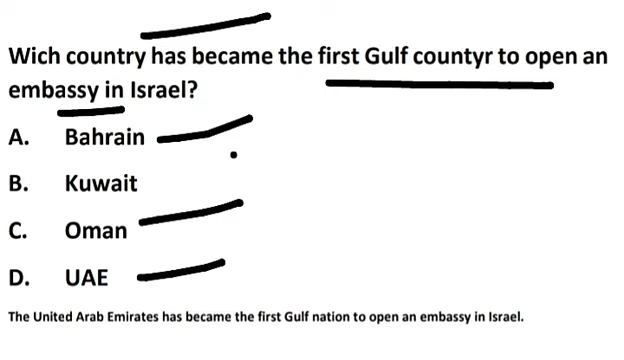 Wich country has became the first Gulf countyr to open an
embassy in Israel?
A. Bahrain
B. Kuwait
C. Oman
D. UAE
The United Arab Emirates has became the first Gulf nation to open an embassy in Israel.